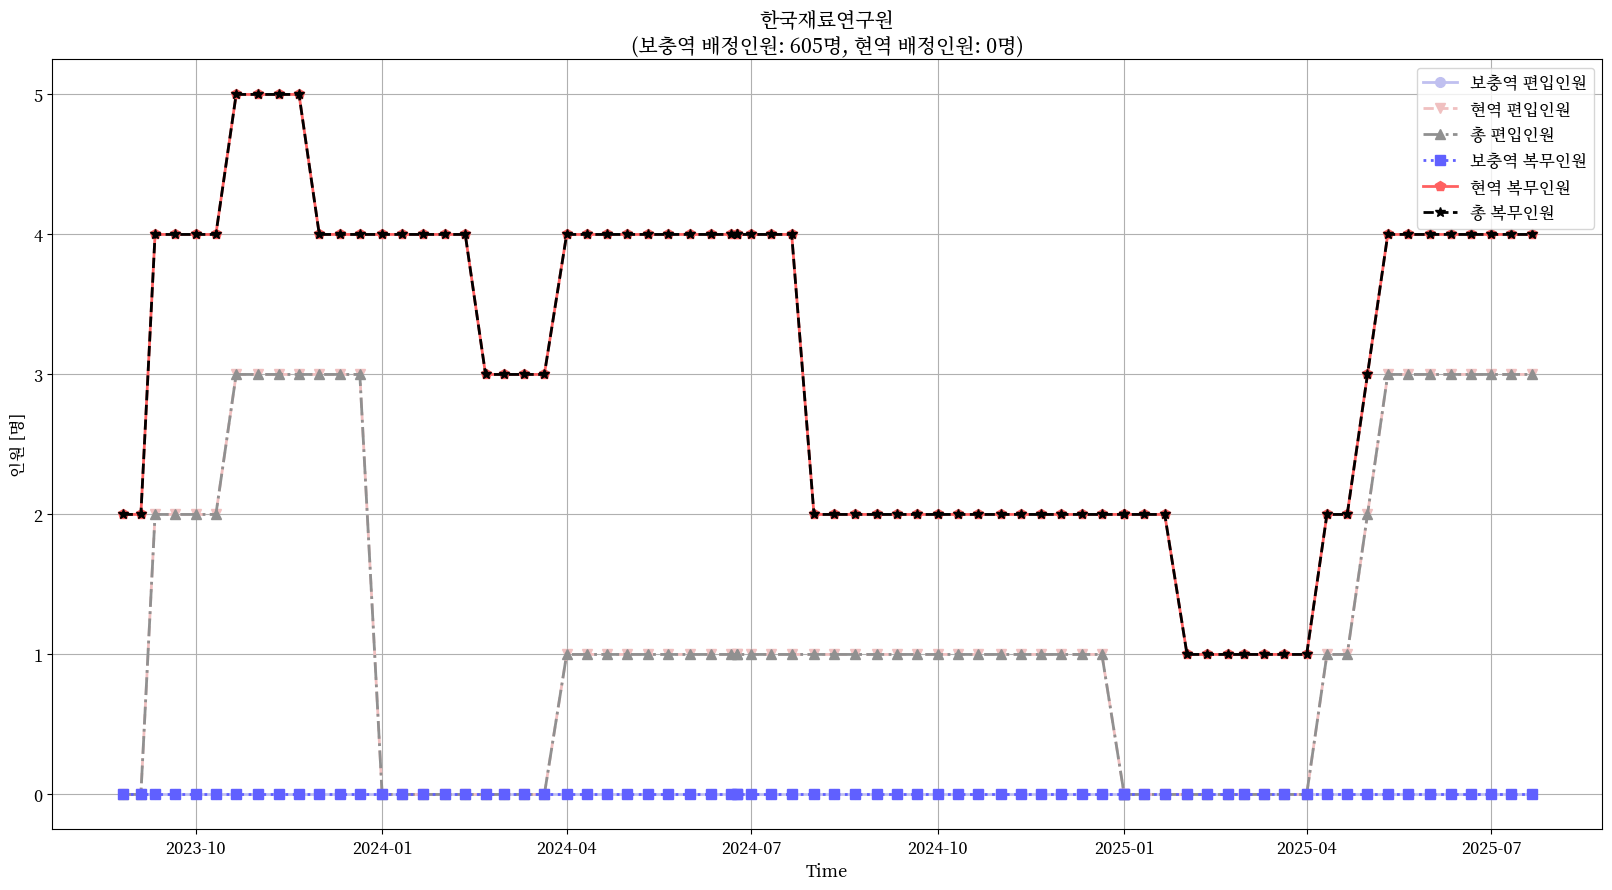 한국재료연구원
(보충역 배정인원: 605명, 현역 배정인원: 0명)
보충역 편입인원
현역 편입인원
총 편입인원
보충역 복무인원
현역 복무인원
총 복무인원
인원 [명]
5
4
3
2
1
0
2023-10
2024-01
2024-04
2024-07
2024-10
2025-01
2025-04
2025-07
Time